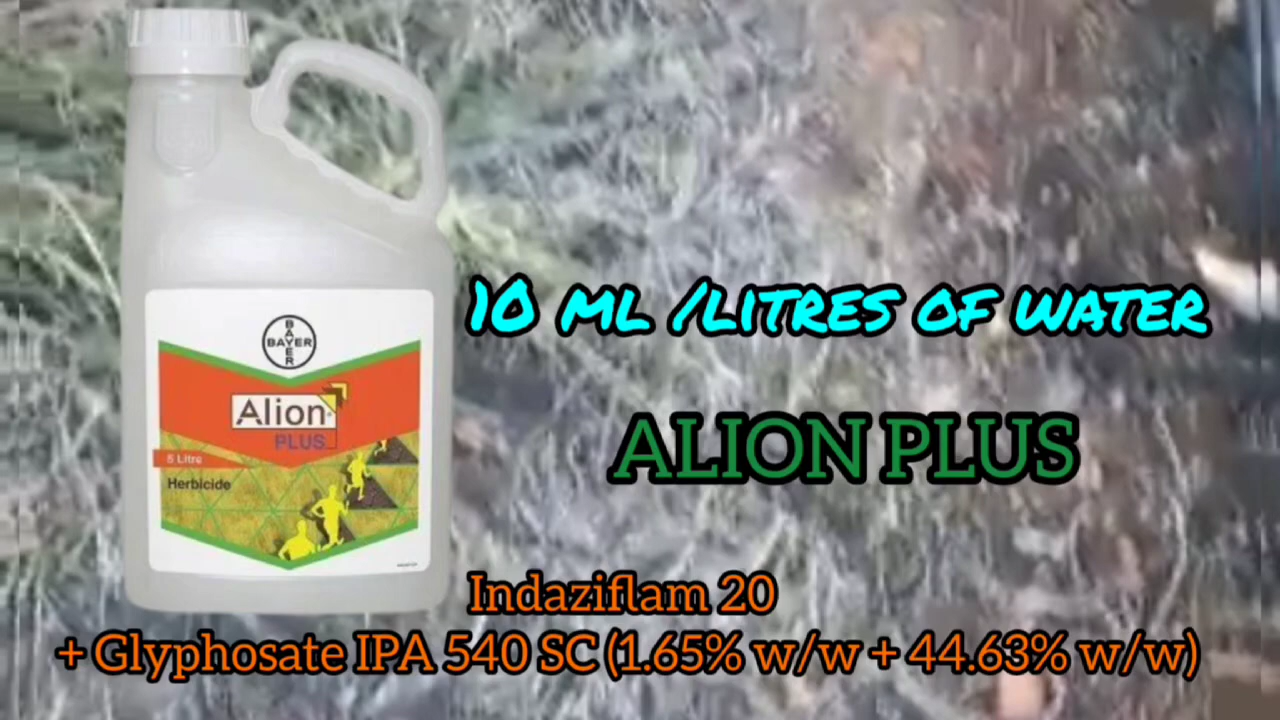 BAYER
BAYER
Alion
PLUS
5 Litre
Herbicide
10 ML /LITRES OF WATER
ALION PLUS
Indaziflam 20
+ Glyphosate IPA 540 SC (1.65% w/w + 44.63% w/w)